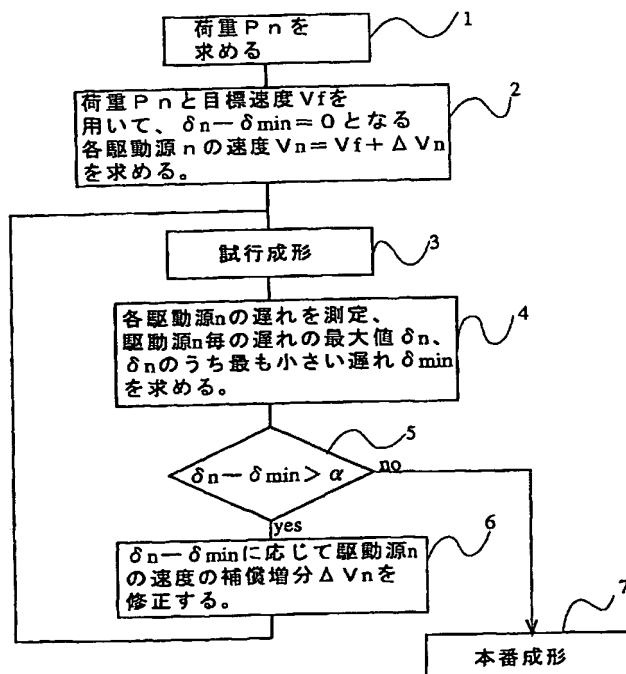 荷重Ｐｎを
求める
1
荷重Ｐｎと目標速度Vfを
用いて、δn－δmin＝0となる
各駆動源nの速度Vn＝Vf＋ΔVn
を求める。
2
試行成形
3
各駆動源nの遅れを測定、
駆動源n毎の遅れの最大値δn、
δnのうち最も小さい遅れδmin
を求める。
4
δn－δmin＞α
5
no
yes
δn－δminに応じて駆動源n
の速度の補償増分ΔVnを
修正する。
6
本番成形
7